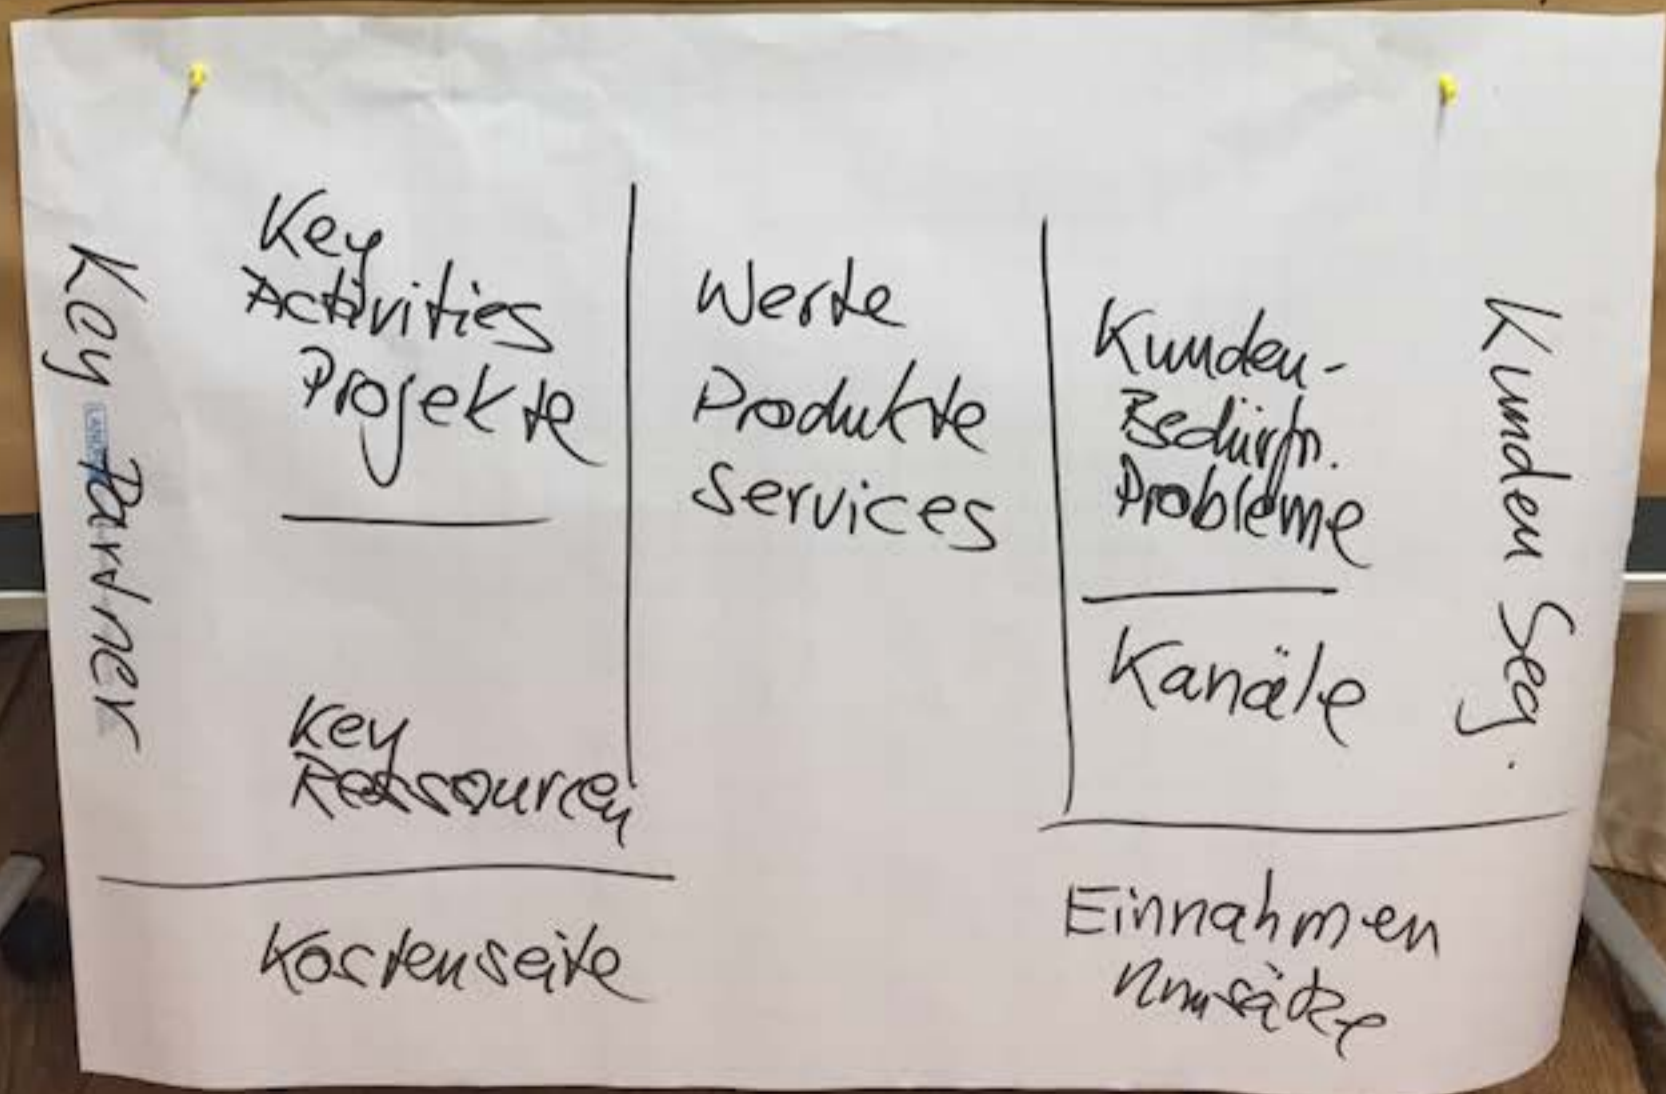 Key Partner
Key
Activities
Projekte
Key
Ressourcen
Kostenseite
Werte
Produkte
Services
Kunden-
Bedürfn.
Probleme
Kanäle
Kunden Seg.
Einnahmen
Umsätze